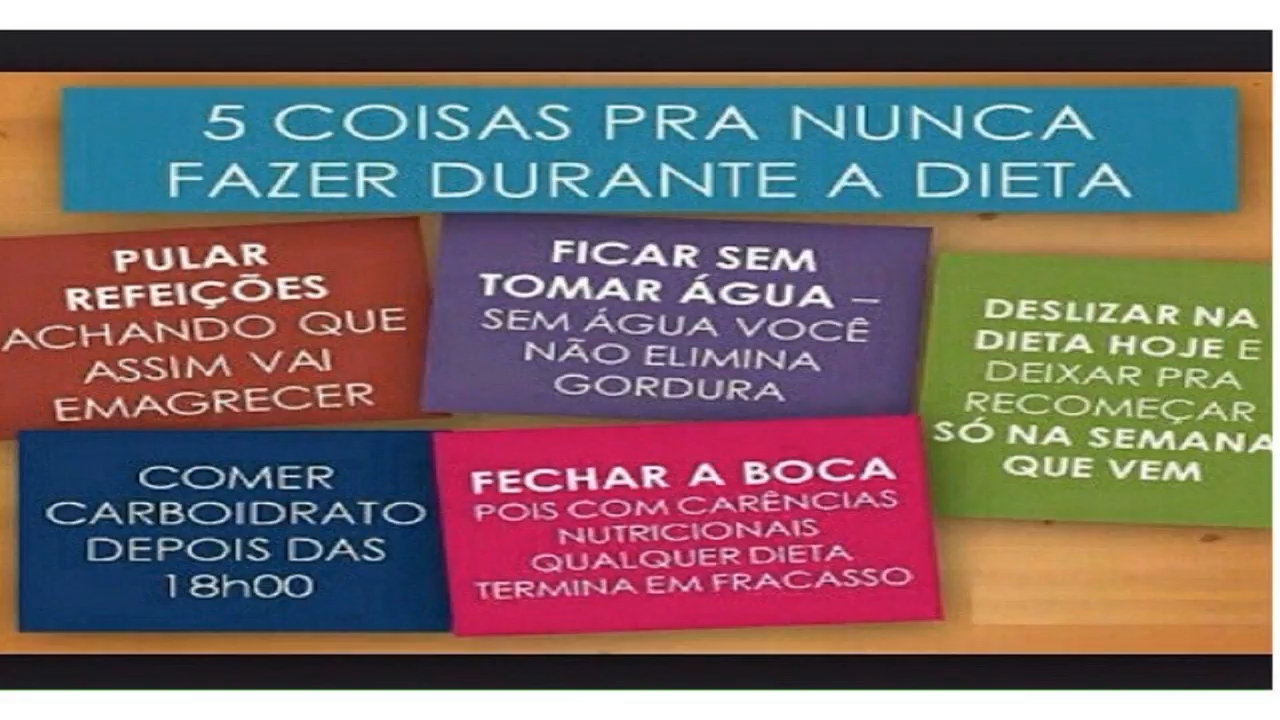 5 COISAS PRA NUNCA
FAZER DURANTE A DIETA
PULAR
REFEIÇÕES
ACHANDO QUE
ASSIM VAI
EMAGRECER
FICAR SEM
TOMAR ÁGUA –
SEM ÁGUA VOCÊ
NÃO ELIMINA
GORDURA
DESLIZAR NA
DIETA HOJE E
DEIXAR PRA
RECOMEÇAR
SÓ NA SEMANA
QUE VEM
COMER
CARBOIDRATO
DEPOIS DAS
18h00
FECHAR A BOCA
POIS COM CARÊNCIAS
NUTRICIONAIS
QUALQUER DIETA
TERMINA EM FRACASSO